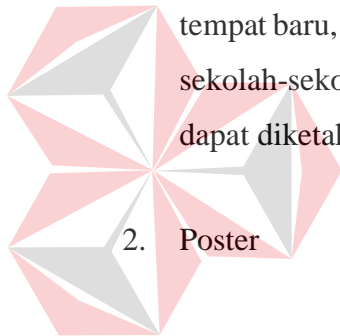 tempat baru,
sekolah-seko
dapat diketal
2. Poster